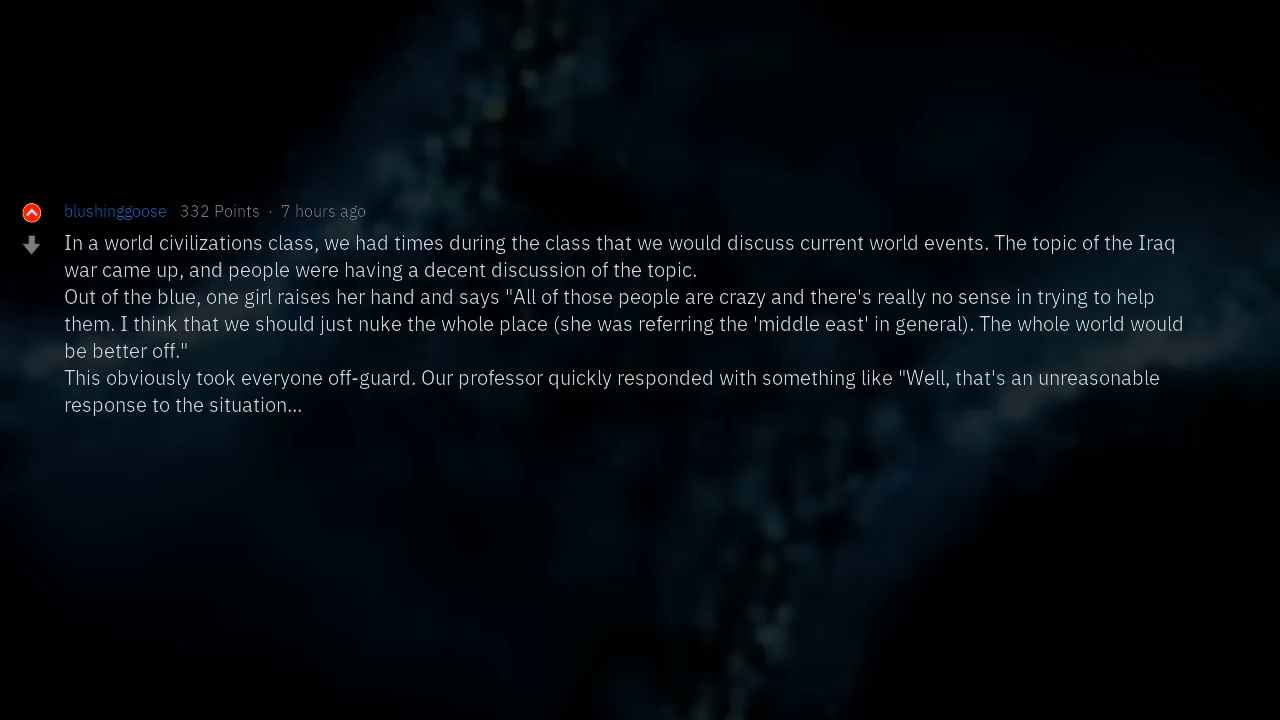 blushinggoose 332 Points · 7 hours ago
In a world civilizations class, we had times during the class that we would discuss current world events. The topic of the Iraq
war came up, and people were having a decent discussion of the topic.
Out of the blue, one girl raises her hand and says "All of those people are crazy and there's really no sense in trying to help
them. I think that we should just nuke the whole place (she was referring the 'middle east' in general). The whole world would
be better off."
This obviously took everyone off-guard. Our professor quickly responded with something like "Well, that's an unreasonable
response to the situation...